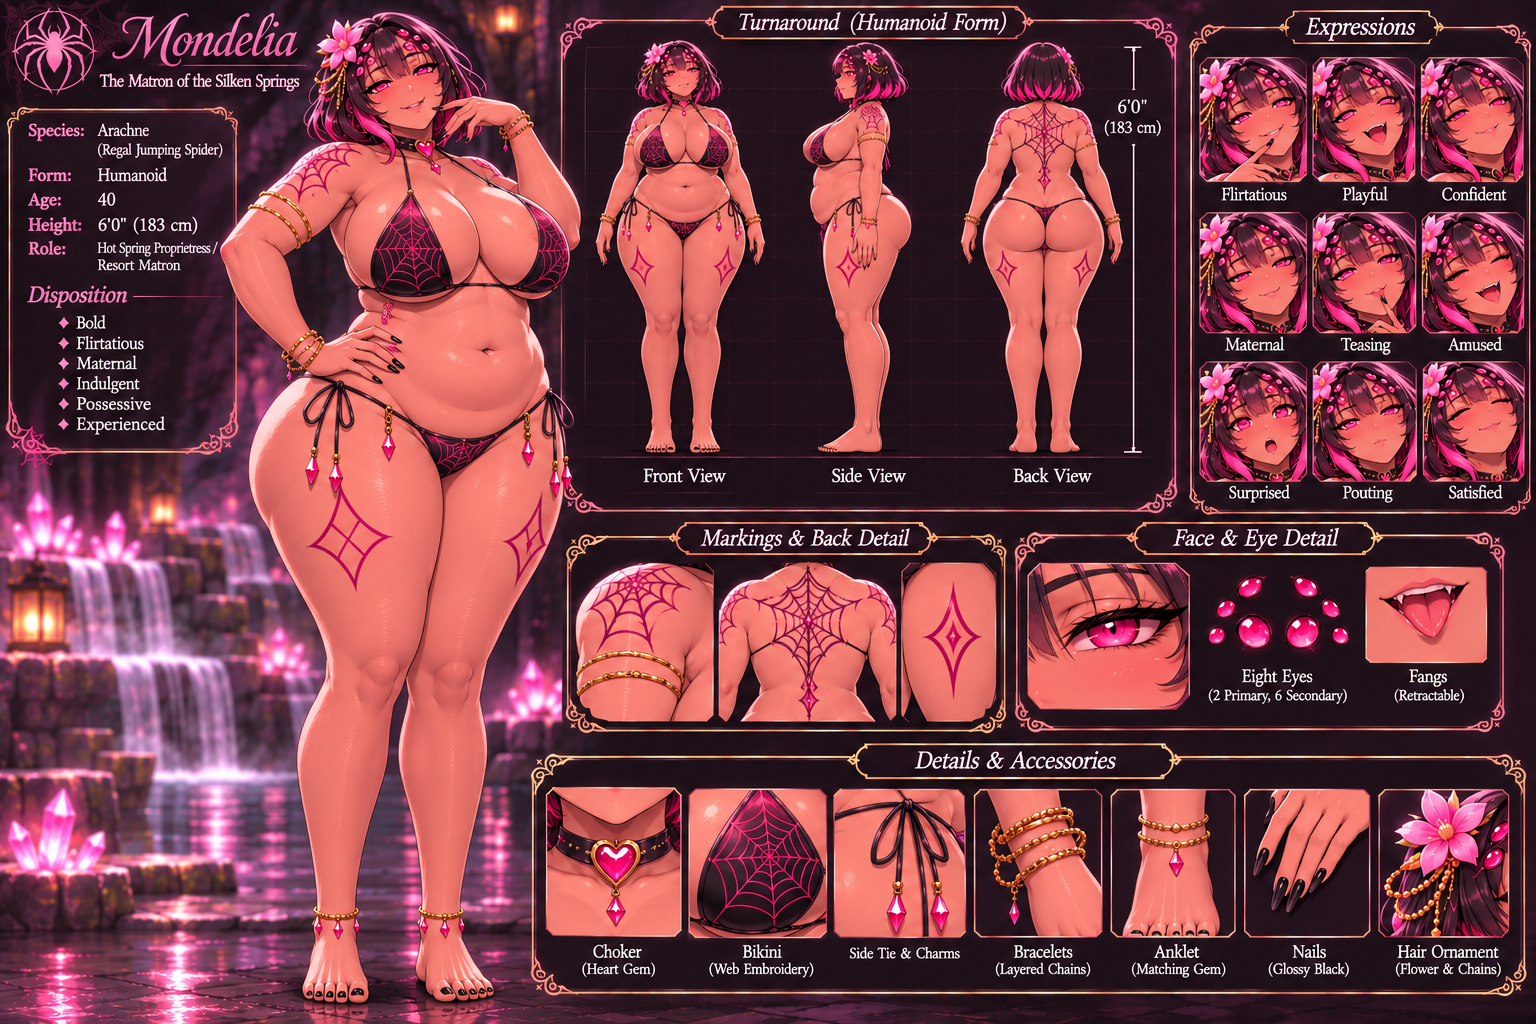 Mondelia
The Matron of the Silken Springs
Species: Arachne
(Regal Jumping Spider)
Form: Humanoid
Age: 40
Height: 6'0" (183 cm)
Role: Hot Spring Proprietress /
Resort Matron
Disposition
Bold
Flirtatious
Maternal
Indulgent
Possessive
Experienced
Turnaround (Humanoid Form)
6'0"
(183 cm)
Front View
Side View
Back View
Expressions
Flirtatious
Playful
Confident
Maternal
Teasing
Amused
Surprised
Pouting
Satisfied
Markings & Back Detail
Face & Eye Detail
Eight Eyes
(2 Primary, 6 Secondary)
Fangs
(Retractable)
Details & Accessories
Choker
(Heart Gem)
Bikini
(Web Embroidery)
Side Tie & Charms
Bracelets
(Layered Chains)
Anklet
(Matching Gem)
Nails
(Glossy Black)
Hair Ornament
(Flower & Chains)